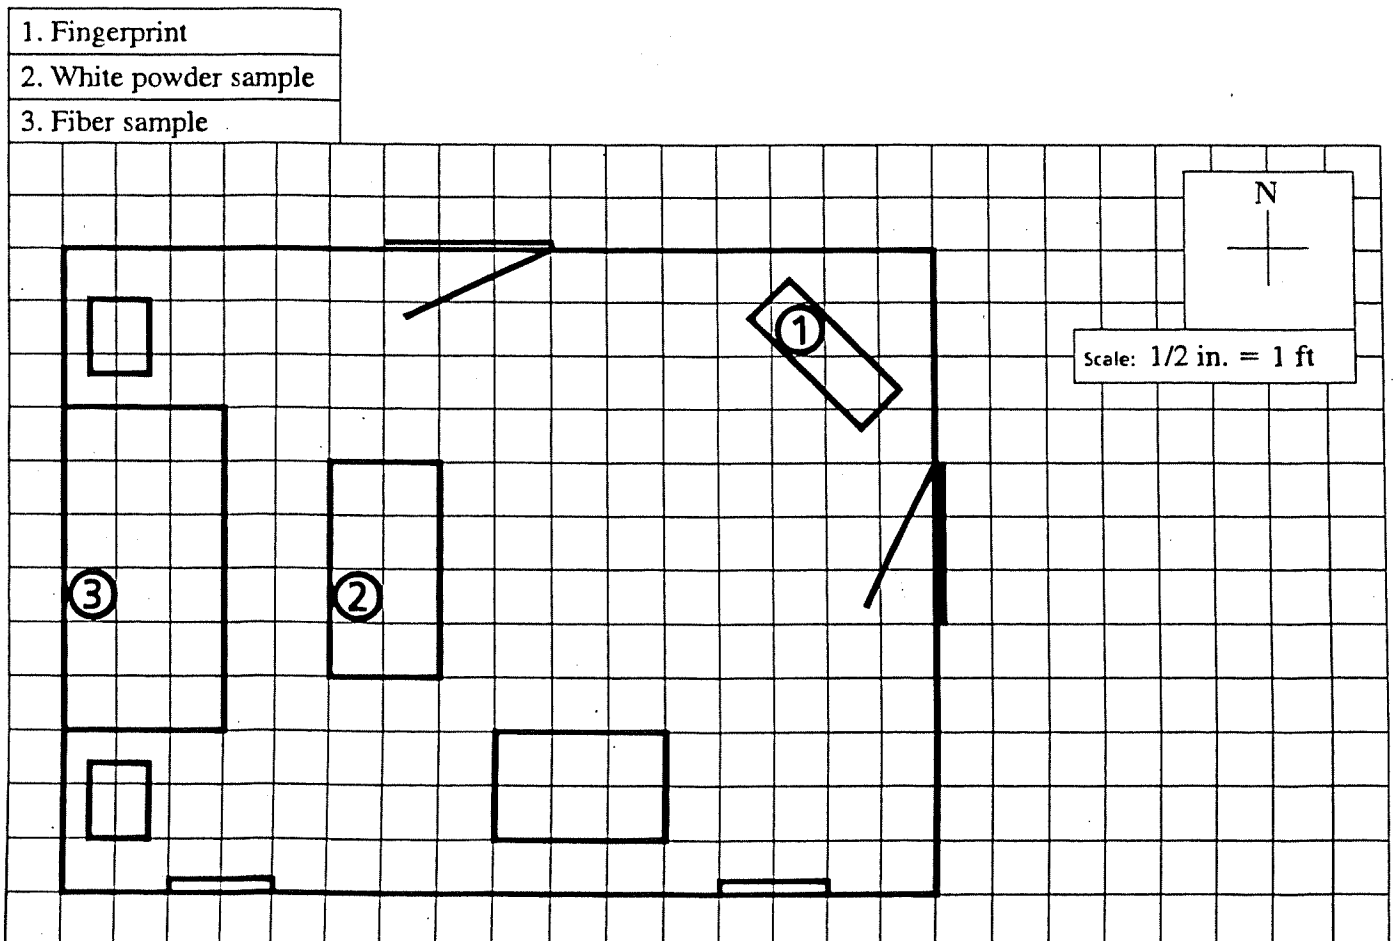 1. Fingerprint
2. White powder sample
3. Fiber sample
N
Scale: 1/2 in. = 1 ft
1
3
2